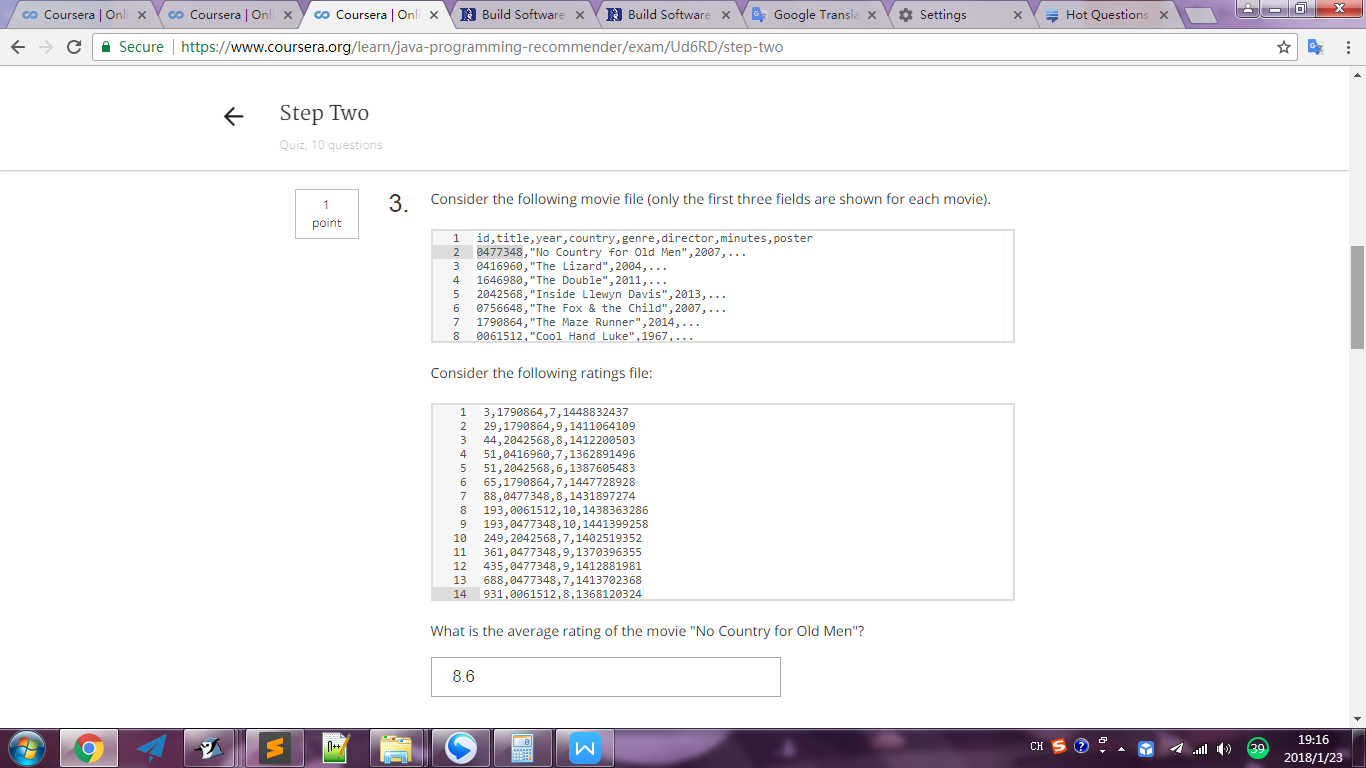 Coursera | Onli
Coursera | Onli
Coursera | Onli
Build Software
Build Software
Google Transla
Settings
Hot Questions
Secure
https://www.coursera.org/learn/java-programming-recommender/exam/Ud6RD/step-two
Step Two
Quiz, 10 questions
1
point
3.
Consider the following movie file (only the first three fields are shown for each movie).
1 id,title,year,country,genre,director,minutes,poster
2 0477348,"No Country for Old Men",2007,...
3 0416960,"The Lizard",2004,...
4 1646980,"The Double",2011,...
5 2042568,"Inside Llewyn Davis",2013,...
6 0756648,"The Fox & the Child",2007,...
7 1790864,"The Maze Runner",2014,...
8 0061512,"Cool Hand Luke",1967,...
Consider the following ratings file:
1 3,1790864,7,1448832437
2 29,1790864,9,1411064109
3 44,2042568,8,1412200503
4 51,0416960,7,1362891496
5 51,2042568,6,1387605483
6 65,1790864,7,1447728928
7 88,0477348,8,1431897274
8 193,0061512,10,1438363286
9 193,0477348,10,1441399258
10 249,2042568,7,1402519352
11 361,0477348,9,1370396355
12 435,0477348,9,1412881981
13 688,0477348,7,1413702368
14 931,0061512,8,1368120324
What is the average rating of the movie "No Country for Old Men"?
8.6
CH
39
19:16
2018/1/23